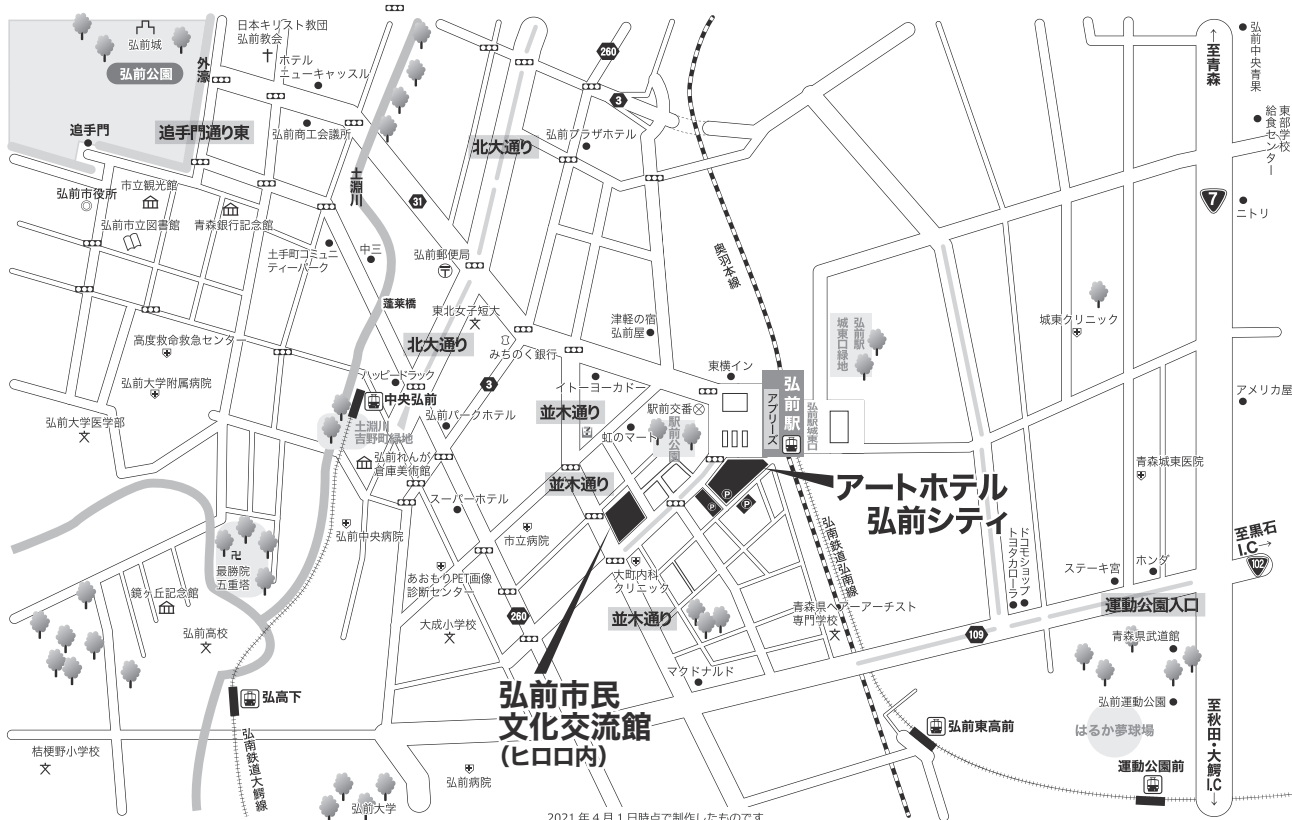 弘前城
弘前公園
追手門
外濠
日本キリスト教団
弘前教会
ホテル
ニューキャッスル
追手門通り東
弘前商工会議所
弘前市役所
市立観光館
弘前市立図書館
青森銀行記念館
土手町コミュニ
ティーパーク
中三
土淵川
31
弘前郵便局
北大通り
弘前プラザホテル
260
3
奥羽本線
↑至青森
弘前中央青果
東部学校
給食センター
7
ニトリ
蓬莱橋
東北女子短大
北大通り
みちのく銀行
津軽の宿
弘前屋
高度救命救急センター
弘前大学附属病院
弘前大学医学部
ハッピードラッグ
中央弘前
3
イトーヨーカドー
東横イン
弘前駅
アプリーズ
弘前駅城東口
弘前駅
城東口緑地
城東クリニック
アメリカ屋
土淵川
吉野町緑地
弘前パークホテル
並木通り
駅前交番
虹のマート
駅前公園
弘前れんが
倉庫美術館
並木通り
スーパーホテル
P
P
P
アートホテル
弘前シティ
青森城東医院
弘前中央病院
市立病院
最勝院
五重塔
あおもりPET画像
診断センター
大町内科
クリニック
弘南鉄道弘南線
ドコモショップ
トヨタカローラ
ステーキ宮
ホンダ
至黒石
I.C→
102
鏡ヶ丘記念館
弘前高校
大成小学校
260
並木通り
青森県ヘアーアーチスト
専門学校
109
運動公園入口
青森県武道館
マクドナルド
弘高下
弘前市民
文化交流館
(ヒロロ内)
弘前東高前
弘前運動公園
はるか夢球場
至秋田・大鰐I.C↓
運動公園前
桔梗野小学校
弘南鉄道大鰐線
弘前病院
弘前大学
2021年4月1日時点で制作したものです